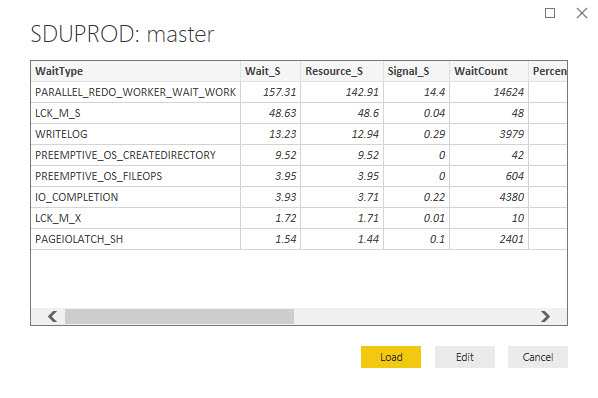 SDUPROD: master
WaitType Wait_S Resource_S Signal_S WaitCount Percen
PARALLEL_REDO_WORKER_WAIT_WORK 157.31 142.91 14.4 14624
LCK_M_S 48.63 48.6 0.04 48
WRITELOG 13.23 12.94 0.29 3979
PREEMPTIVE_OS_CREATEDIRECTORY 9.52 9.52 0 42
PREEMPTIVE_OS_FILEOPS 3.95 3.95 0 604
IO_COMPLETION 3.93 3.71 0.22 4380
LCK_M_X 1.72 1.71 0.01 10
PAGEIOLATCH_SH 1.54 1.44 0.1 2401
Load Edit Cancel